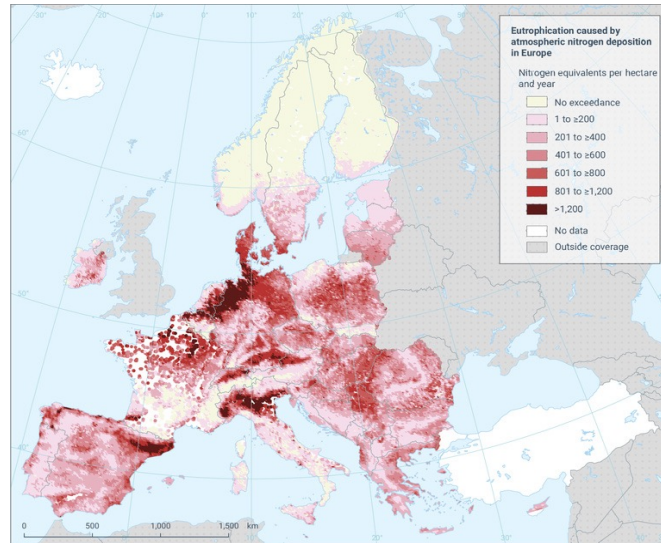 Eutrophication caused by
atmospheric nitrogen deposition
in Europe
Nitrogen equivalents per hectare
and year
No exceedance
1 to ≥200
201 to ≥400
401 to ≥600
601 to ≥800
801 to ≥1,200
>1,200
No data
Outside coverage
0 500 1,000 1,500 km